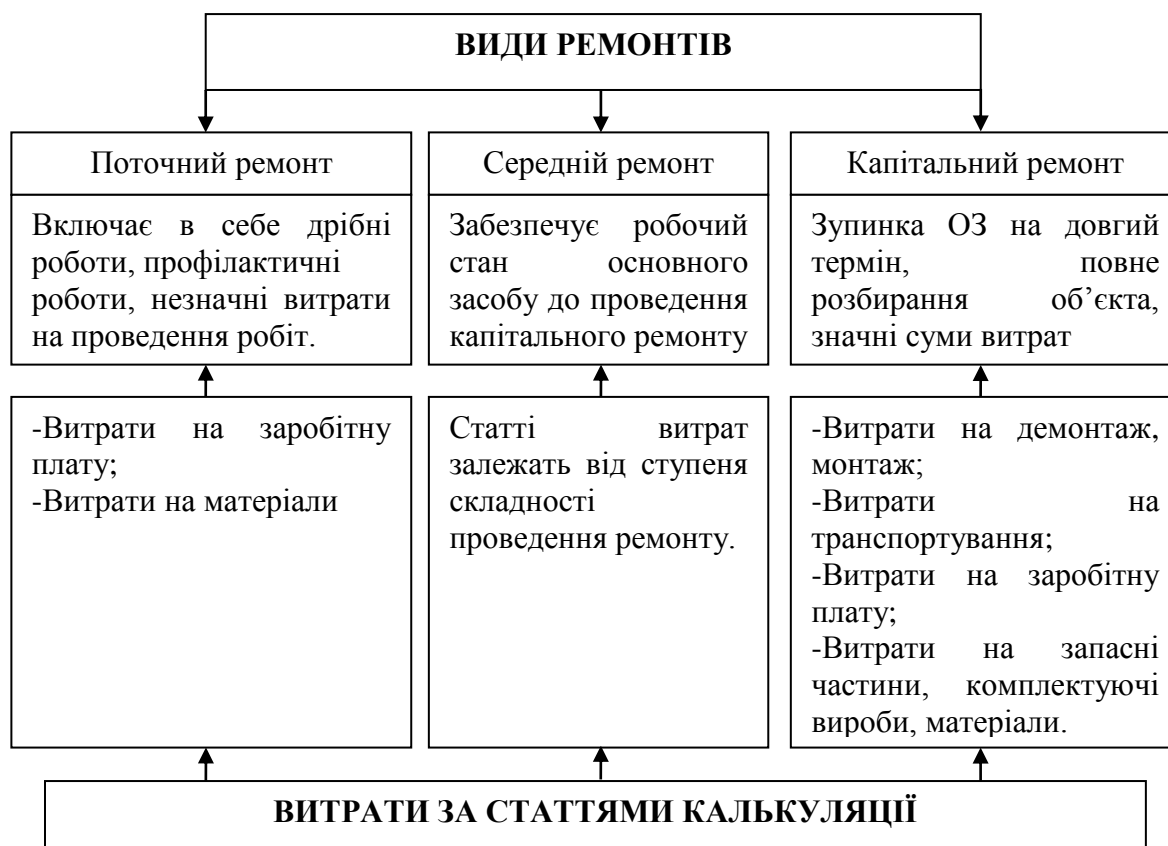 ВИДИ РЕМОНТІВ
Поточний ремонт
Включає в себе дрібні
роботи, профілактичні
роботи, незначні витрати
на проведення робіт.
-Витрати на заробітну
плату;
-Витрати на матеріали
Середній ремонт
Забезпечує робочий
стан основного
засобу до проведення
капітального ремонту
Статті витрат
залежать від ступеня
складності
проведення ремонту.
Капітальний ремонт
Зупинка ОЗ на довгий
термін, повне
розбирання об’єкта,
значні суми витрат
-Витрати на демонтаж,
монтаж;
-Витрати на
транспортування;
-Витрати на заробітну
плату;
-Витрати на запасні
частини, комплектуючі
вироби, матеріали.
ВИТРАТИ ЗА СТАТТЯМИ КАЛЬКУЛЯЦІЇ